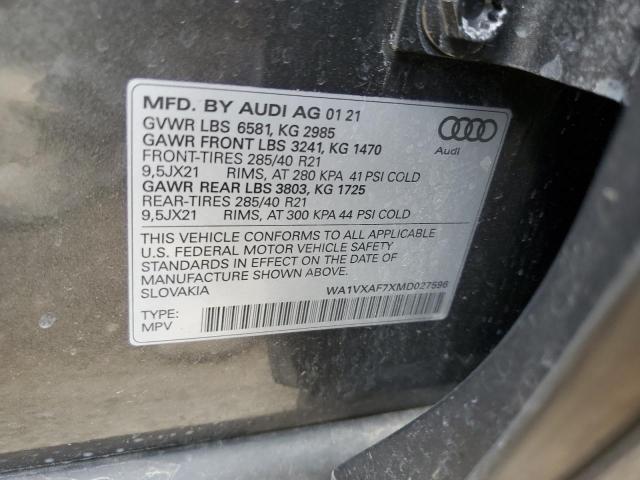 MFD. BY AUDI AG 01 21
GVWR LBS 6581, KG 2985
GAWR FRONT LBS 3241, KG 1470
FRONT-TIRES 285/40 R21
9,5JX21 RIMS, AT 280 KPA 41 PSI COLD
GAWR REAR LBS 3803, KG 1725
REAR-TIRES 285/40 R21
9,5JX21 RIMS, AT 300 KPA 44 PSI COLD
Audi
THIS VEHICLE CONFORMS TO ALL APPLICABLE
U.S. FEDERAL MOTOR VEHICLE SAFETY
STANDARDS IN EFFECT ON THE DATE OF
MANUFACTURE SHOWN ABOVE.
SLOVAKIA WA1VXAF7XMD027596
TYPE:
MPV